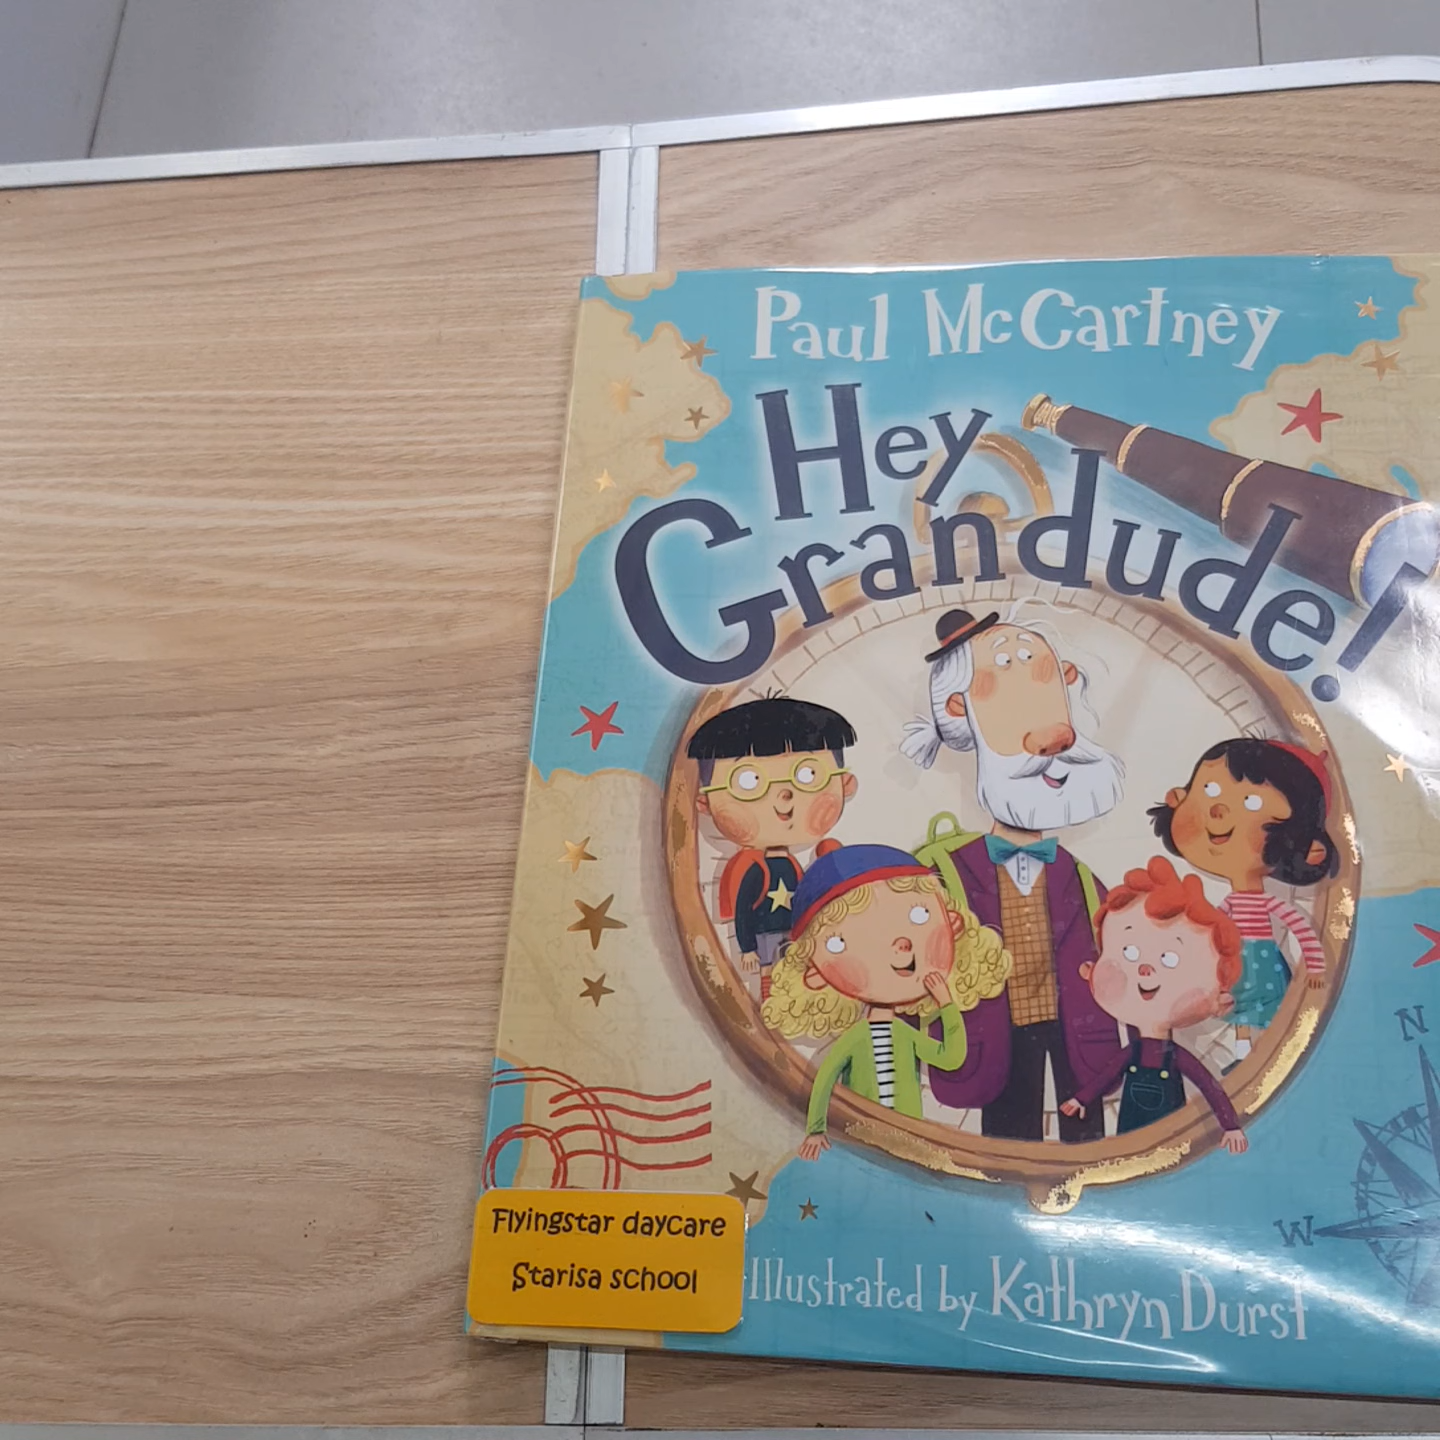 Paul McCartney
Hey
Grandude!
N
W
Flyingstar daycare
Starisa school
Illustrated by Kathryn Durst